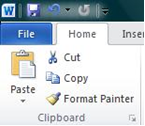 W
File Home Inser
Cut
Copy
Paste
Format Painter
Clipboard